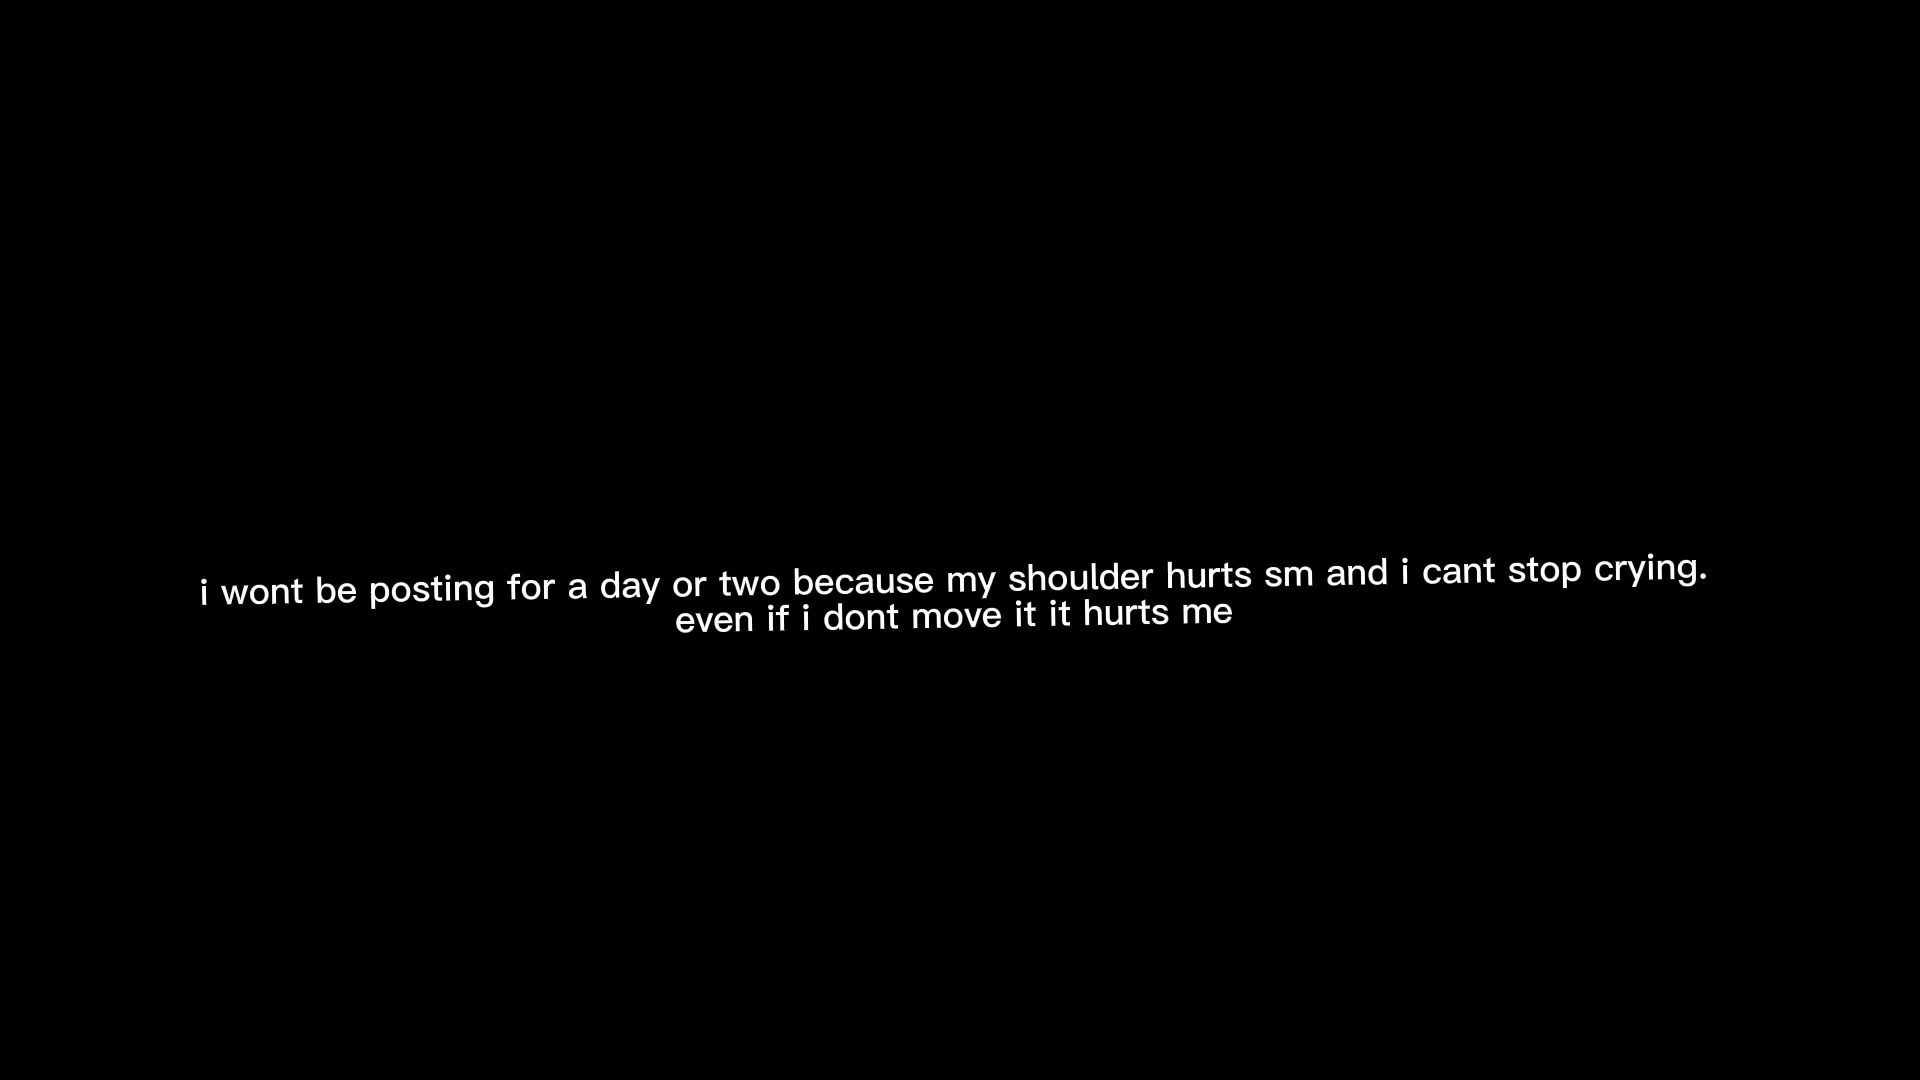 i wont be posting for a day or two because my shoulder hurts sm and i cant stop crying.
even if i dont move it it hurts me